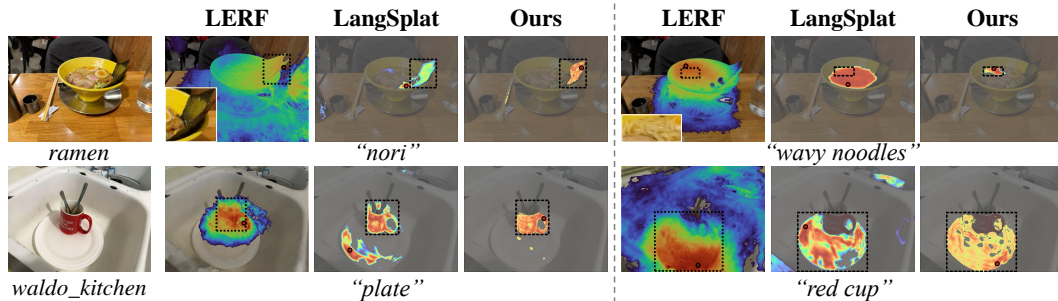 LERF LangSplat Ours LERF LangSplat Ours
ramen “nori” “wavy noodles”
waldo_kitchen “plate” “red cup”